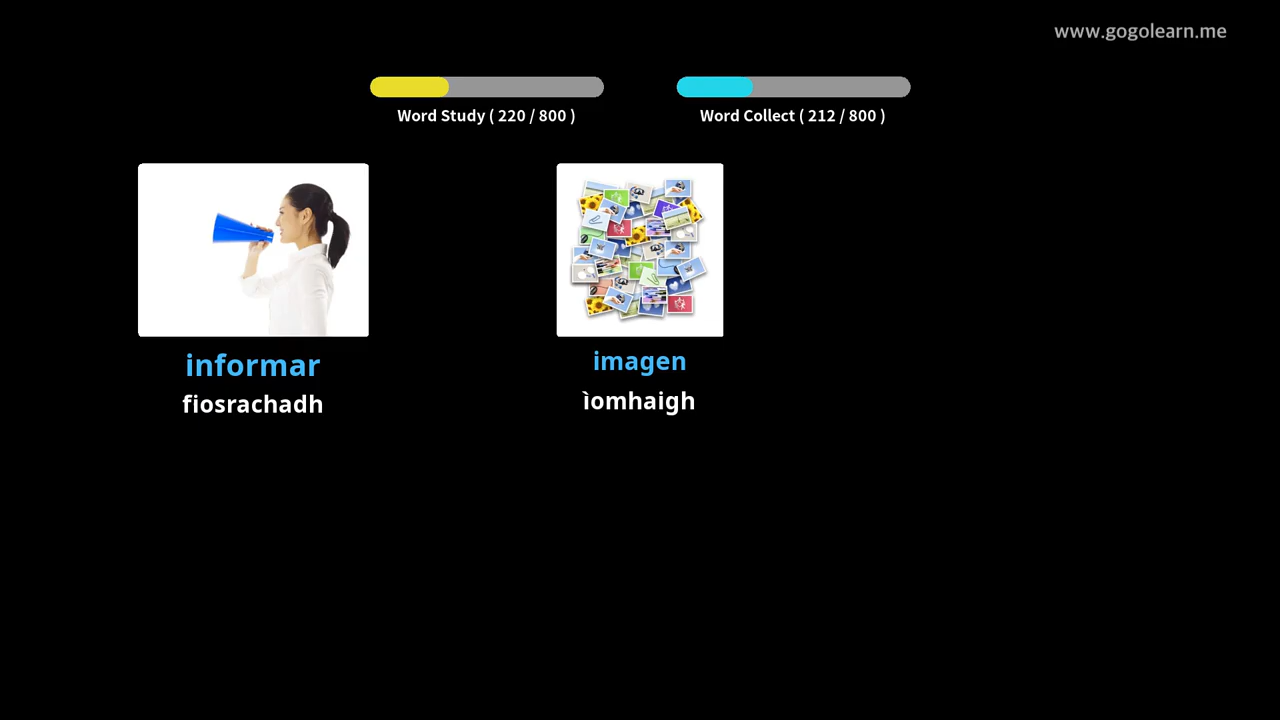 www.gogolearn.me
Word Study ( 220 / 800 )
Word Collect ( 212 / 800 )
informar
fiosrachadh
imagen
ìomhaigh